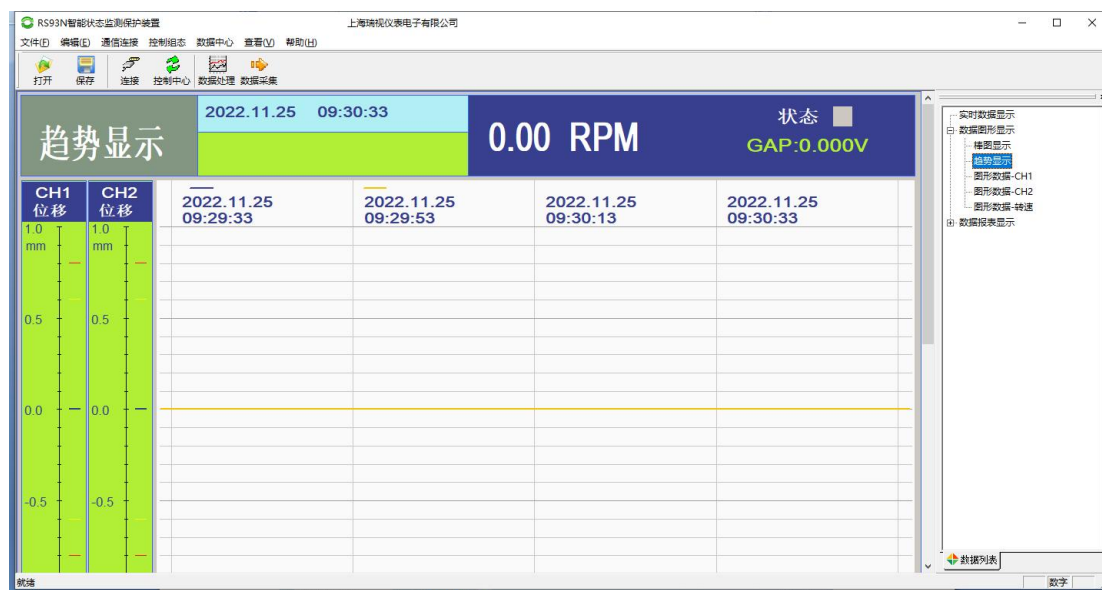 RS93N智能状态监测保护装置 上海瑞视仪表电子有限公司
文件(F) 编辑(E) 通信连接 控制组态 数据中心 查看(V) 帮助(H)
打开 保存 连接 控制中心 数据处理 数据采集
趋势显示
2022.11.25 09:30:33
0.00 RPM
状态
GAP:0.000V
CH1 CH2
位移 位移
2022.11.25 2022.11.25 2022.11.25 2022.11.25
09:29:33 09:29:53 09:30:13 09:30:33
1.0 1.0
mm mm
0.5 0.5
0.0 0.0
-0.5 -0.5
实时数据显示
数据图形显示
棒图显示
趋势显示
图形数据-CH1
图形数据-CH2
图形数据-转速
数据报表显示
数据列表
就绪 数字